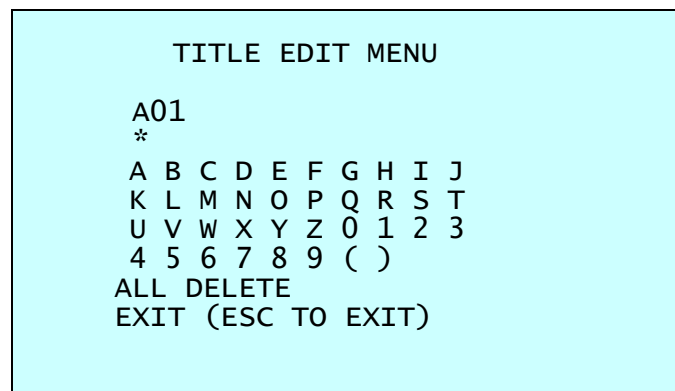 TITLE EDIT MENU
A01
*
A B C D E F G H I J
K L M N O P Q R S T
U V W X Y Z 0 1 2 3
4 5 6 7 8 9 ( )
ALL DELETE
EXIT (ESC TO EXIT)